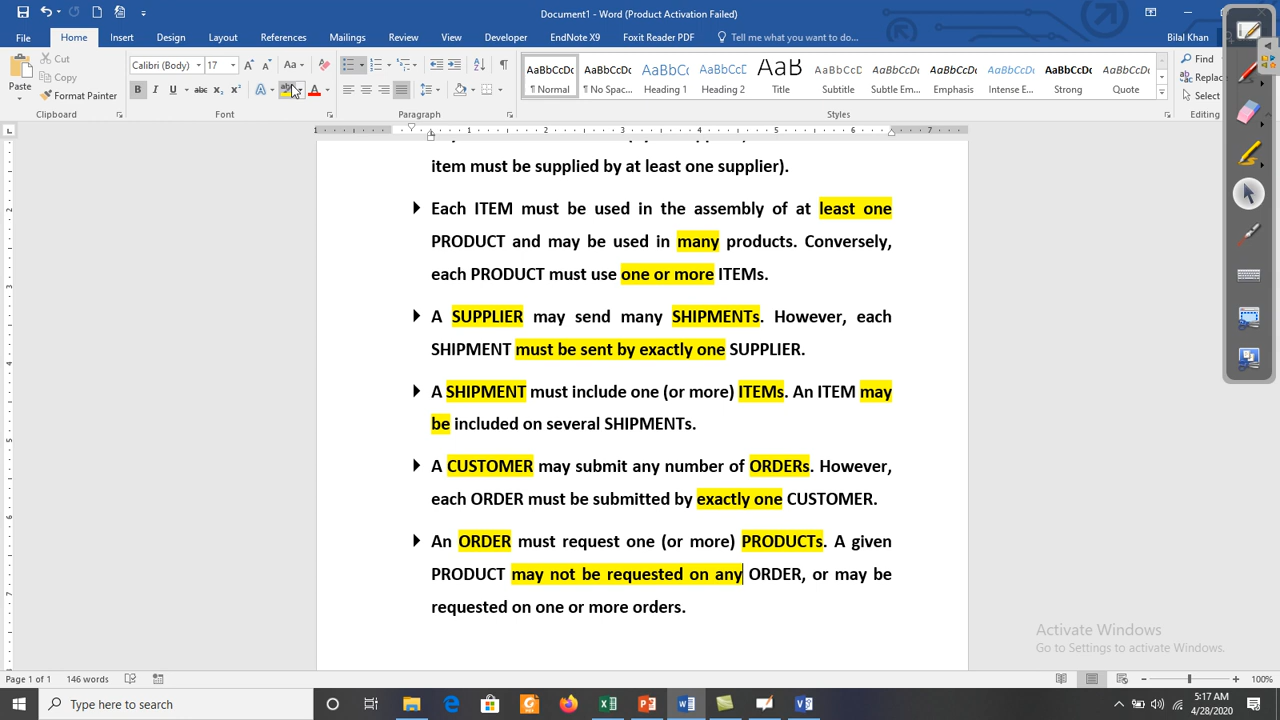 Document1 - Word (Product Activation Failed)
Bilal Khan
File Home Insert Design Layout References Mailings Review View EndNote X9 Foxit Reader PDF Tell me what you want to do...
Share
Paste
Cut
Copy
Format Painter
Clipboard
Calibri (Body) 17
Font
Paragraph
AaBbCcDc AaBbCcDc AaBbCc AaBbCcE AaB AaBbCcD AaBbCcDc AaBbCcDc AaBbCcDc AaBbCcDc AaBbCcDc
¶ Normal ¶ No Spac... Heading 1 Heading 2 Title Subtitle Subtle Em... Emphasis Intense E... Strong Quote
Styles
Find
Replace
Select
Editing
item must be supplied by at least one supplier).
Each ITEM must be used in the assembly of at least one
PRODUCT and may be used in many products. Conversely,
each PRODUCT must use one or more ITEMs.
A SUPPLIER may send many SHIPMENTs. However, each
SHIPMENT must be sent by exactly one SUPPLIER.
A SHIPMENT must include one (or more) ITEMs. An ITEM may
be included on several SHIPMENTs.
A CUSTOMER may submit any number of ORDERs. However,
each ORDER must be submitted by exactly one CUSTOMER.
An ORDER must request one (or more) PRODUCTs. A given
PRODUCT may not be requested on any ORDER, or may be
requested on one or more orders.
Activate Windows
Go to Settings to activate Windows.
Page 1 of 1 146 words
100%
Type here to search
5:17 AM
4/28/2020